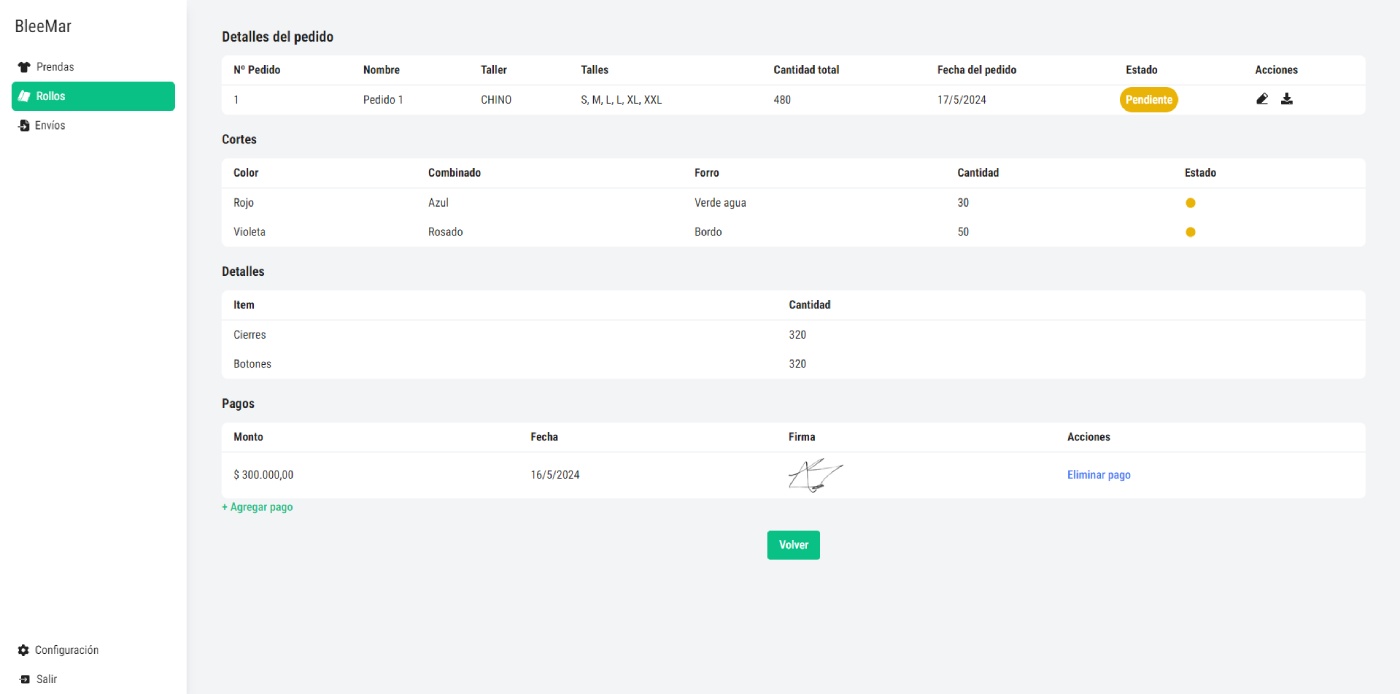 BleeMar
Prendas
Rollos
Envíos
Configuración
Salir
Detalles del pedido
Nº Pedido Nombre Taller Talles Cantidad total Fecha del pedido Estado Acciones
1 Pedido 1 CHINO S, M, L, L, XL, XXL 480 17/5/2024 Pendiente
Cortes
Color Combinado Forro Cantidad Estado
Rojo Azul Verde agua 30
Violeta Rosado Bordo 50
Detalles
Item Cantidad
Cierres 320
Botones 320
Pagos
Monto Fecha Firma Acciones
$ 300.000,00 16/5/2024 Eliminar pago
+ Agregar pago
Volver